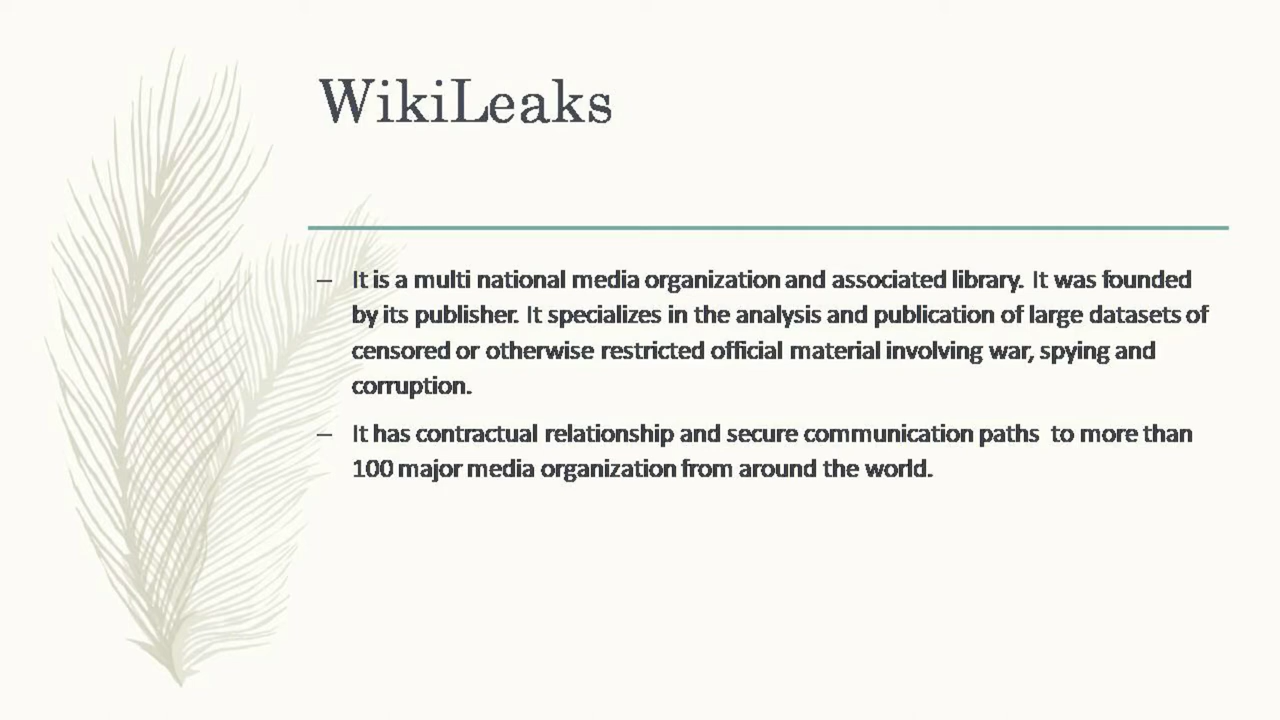 WikiLeaks
– It is a multi national media organization and associated library. It was founded
by its publisher. It specializes in the analysis and publication of large datasets of
censored or otherwise restricted official material involving war, spying and
corruption.
– It has contractual relationship and secure communication paths to more than
100 major media organization from around the world.